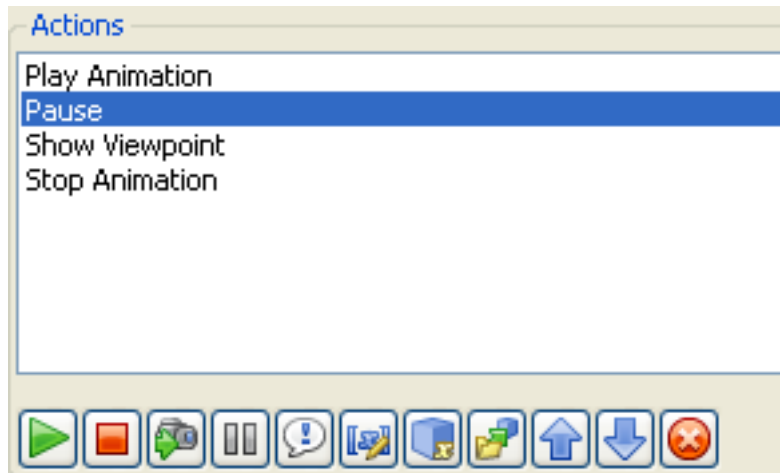 Actions
Play Animation
Pause
Show Viewpoint
Stop Animation